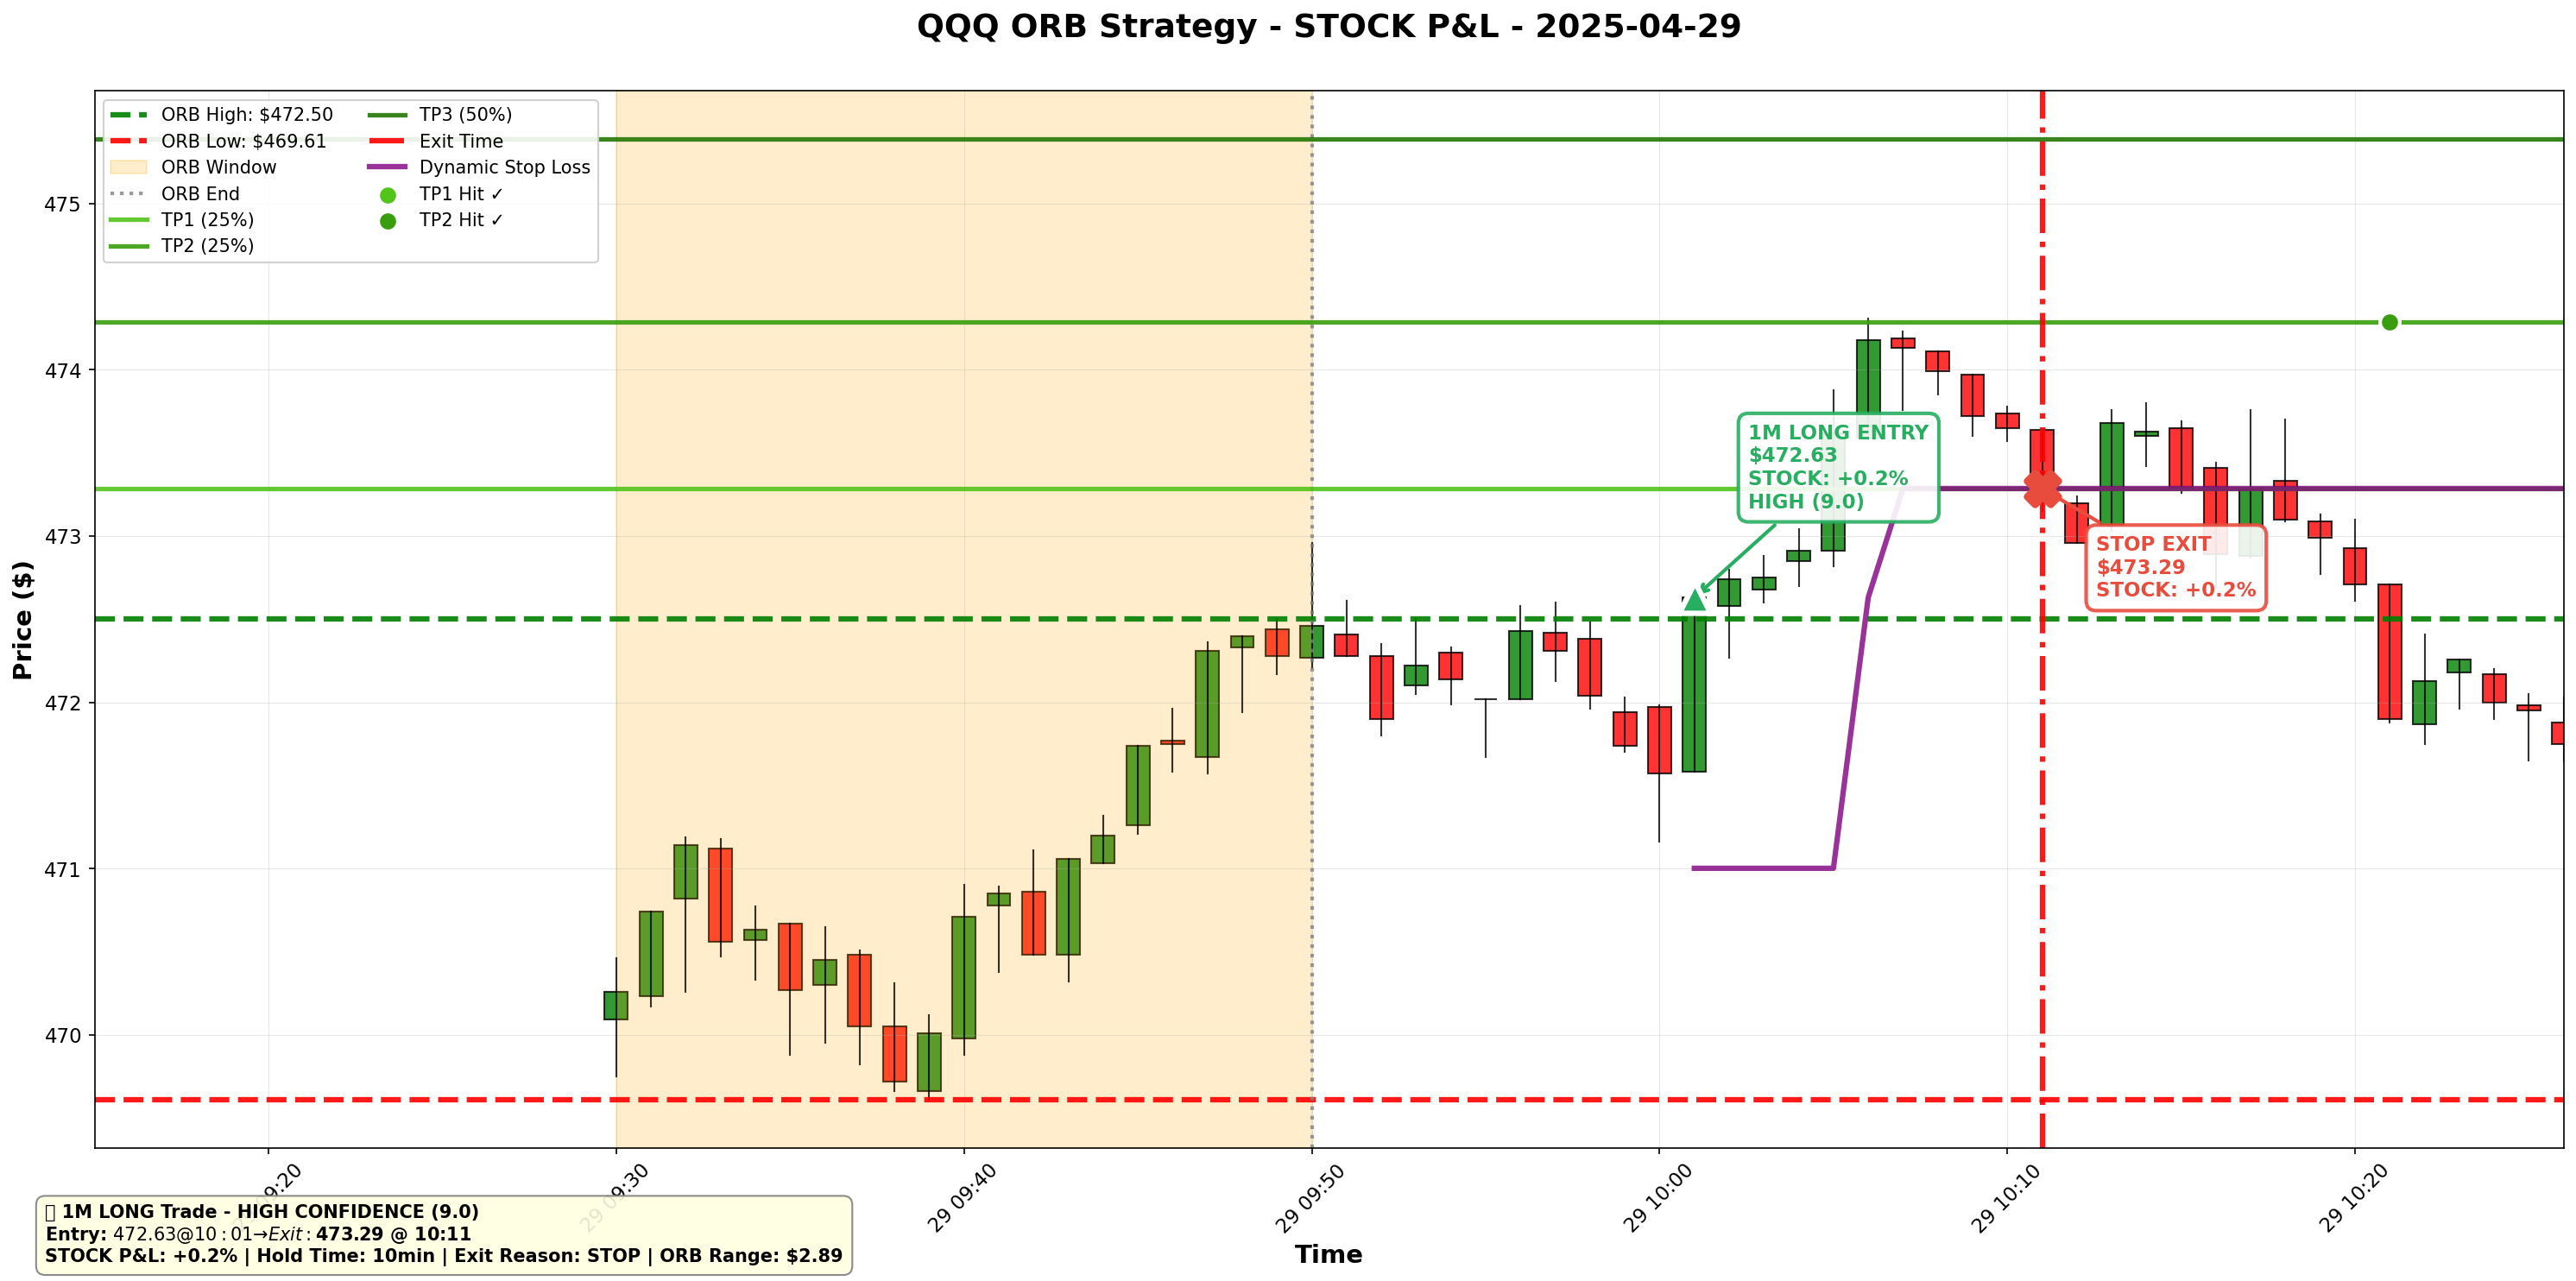 QQQ ORB Strategy - STOCK P&L - 2025-04-29
ORB High: $472.50
ORB Low: $469.61
ORB Window
ORB End
TP1 (25%)
TP2 (25%)
TP3 (50%)
Exit Time
Dynamic Stop Loss
TP1 Hit ✓
TP2 Hit ✓
Price ($)
475
474
473
472
471
470
1M LONG ENTRY
$472.63
STOCK: +0.2%
HIGH (9.0)
STOP EXIT
$473.29
STOCK: +0.2%
29 09:20
29 09:30
29 09:40
29 09:50
29 10:00
29 10:10
29 10:20
Time
1M LONG Trade - HIGH CONFIDENCE (9.0)
Entry: 472.63@10:01→Exit:473.29 @ 10:11
STOCK P&L: +0.2% | Hold Time: 10min | Exit Reason: STOP | ORB Range: $2.89